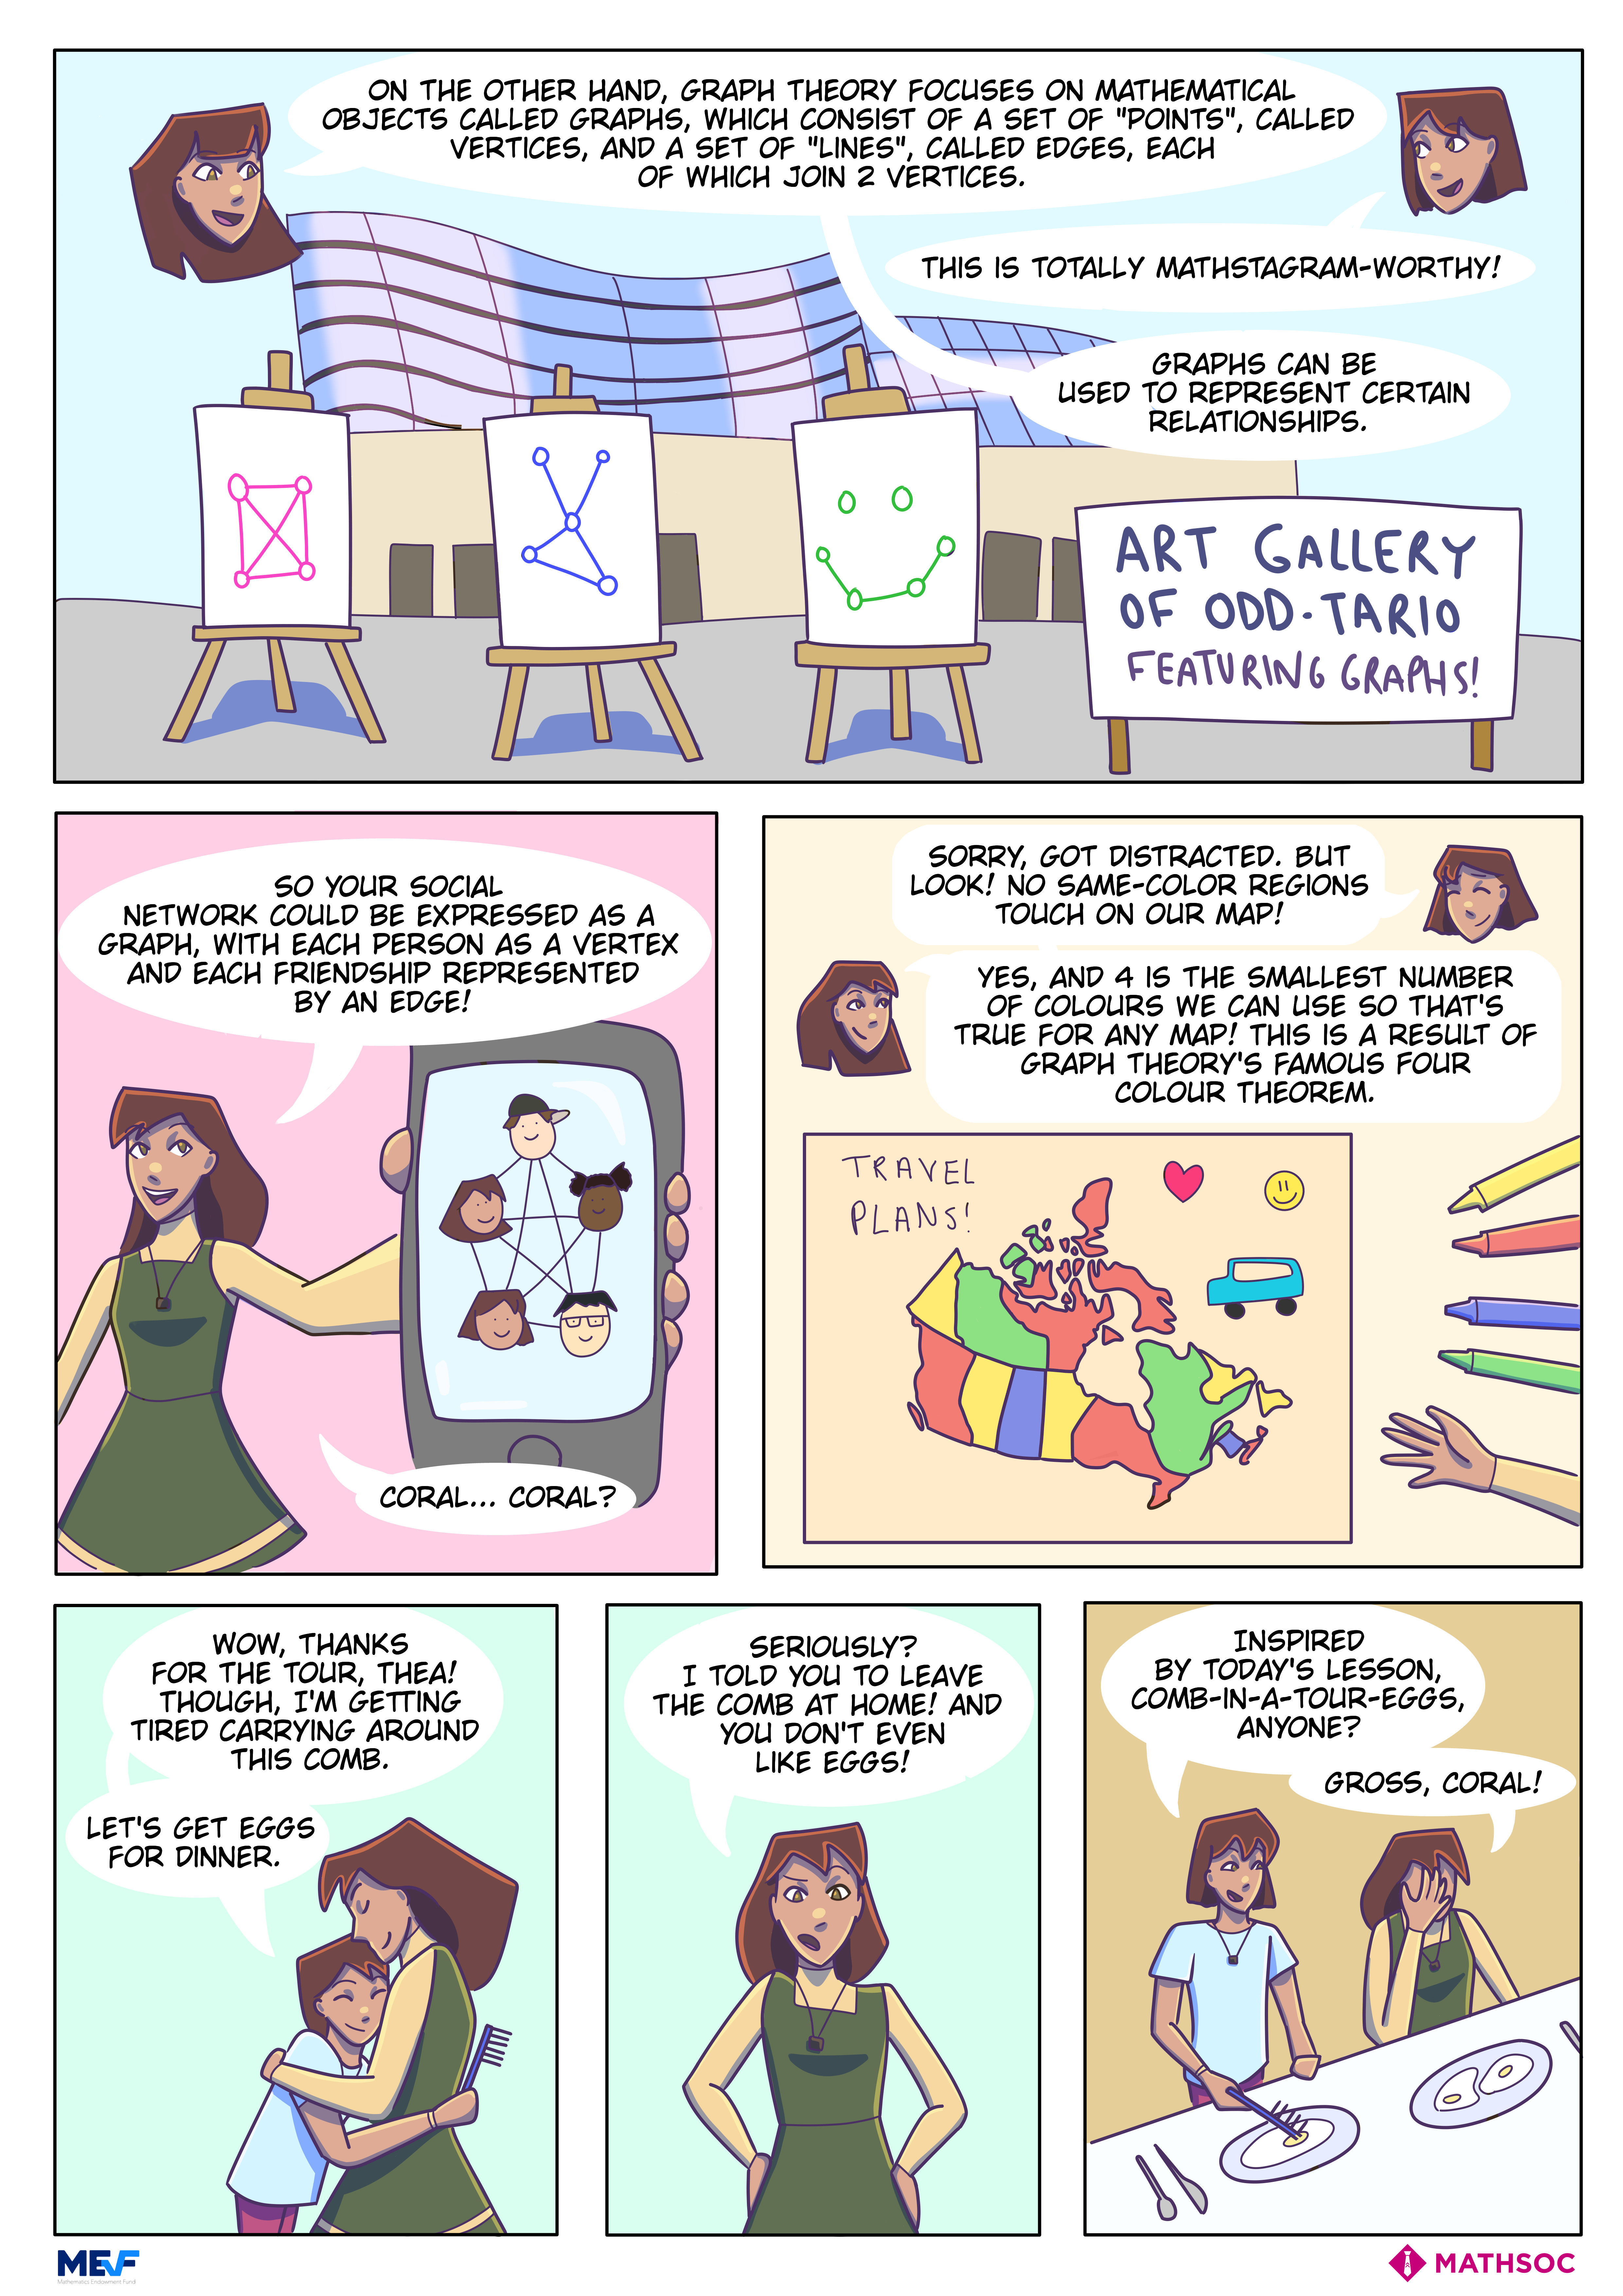 ON THE OTHER HAND, GRAPH THEORY FOCUSES ON MATHEMATICAL
OBJECTS CALLED GRAPHS, WHICH CONSIST OF A SET OF "POINTS", CALLED
VERTICES, AND A SET OF "LINES", CALLED EDGES, EACH
OF WHICH JOIN 2 VERTICES.
THIS IS TOTALLY MATHSTAGRAM-WORTHY!
GRAPHS CAN BE
USED TO REPRESENT CERTAIN
RELATIONSHIPS.
ART GALLERY
OF ODD-TARIO
FEATURING GRAPHS!
SO YOUR SOCIAL
NETWORK COULD BE EXPRESSED AS A
GRAPH, WITH EACH PERSON AS A VERTEX
AND EACH FRIENDSHIP REPRESENTED
BY AN EDGE!
CORAL... CORAL?
SORRY, GOT DISTRACTED. BUT
LOOK! NO SAME-COLOR REGIONS
TOUCH ON OUR MAP!
YES, AND 4 IS THE SMALLEST NUMBER
OF COLOURS WE CAN USE SO THAT'S
TRUE FOR ANY MAP! THIS IS A RESULT OF
GRAPH THEORY'S FAMOUS FOUR
COLOUR THEOREM.
TRAVEL
PLANS!
WOW, THANKS
FOR THE TOUR, THEA!
THOUGH, I'M GETTING
TIRED CARRYING AROUND
THIS COMB.
LET'S GET EGGS
FOR DINNER.
SERIOUSLY?
I TOLD YOU TO LEAVE
THE COMB AT HOME! AND
YOU DON'T EVEN
LIKE EGGS!
INSPIRED
BY TODAY'S LESSON,
COMB-IN-A-TOUR-EGGS,
ANYONE?
GROSS, CORAL!
MEF
Mathematics Endowment Fund
MATHSOC